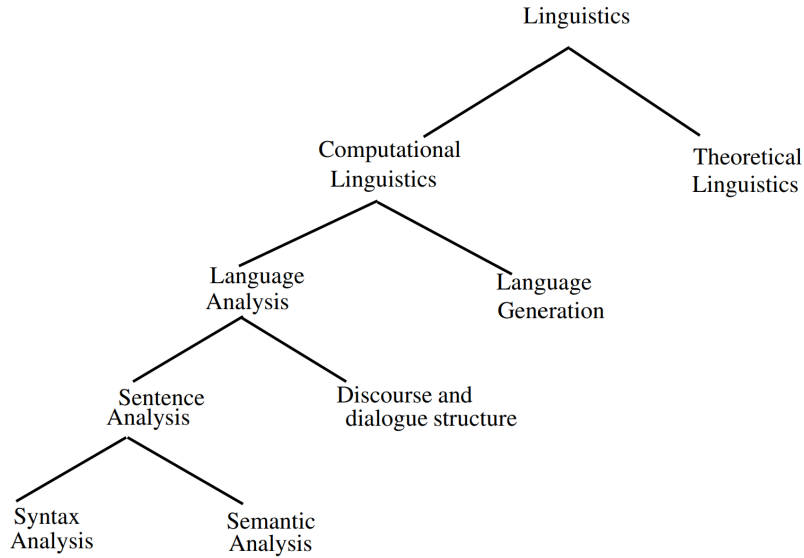 Linguistics
Computational
Linguistics
Theoretical
Linguistics
Language
Analysis
Language
Generation
Sentence
Analysis
Discourse and
dialogue structure
Syntax
Analysis
Semantic
Analysis